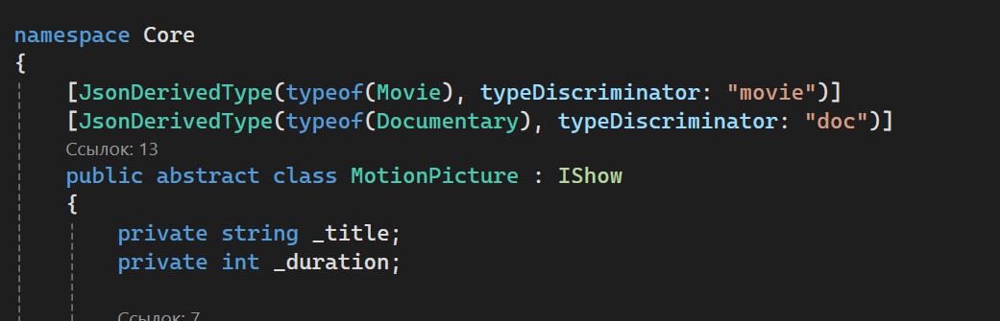 namespace Core
{
[JsonDerivedType(typeof(Movie), typeDiscriminator: "movie")]
[JsonDerivedType(typeof(Documentary), typeDiscriminator: "doc")]
Ссылок: 13
public abstract class MotionPicture : IShow
{
private string _title;
private int _duration;
Ссылок: 7